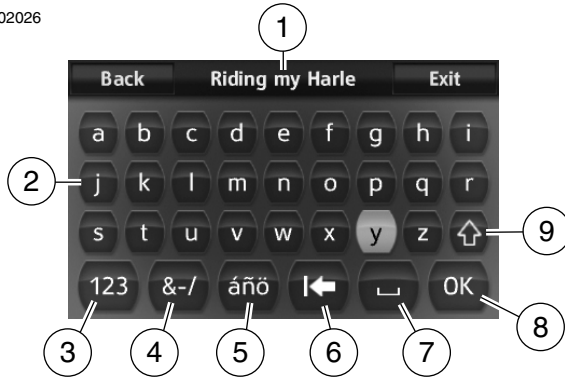 02026
1
Back Riding my Harle Exit
a b c d e f g h i
2 j k l m n o p q r
s t u v w x y z 9
123 &-/ áñö OK
3 4 5 6 7 8